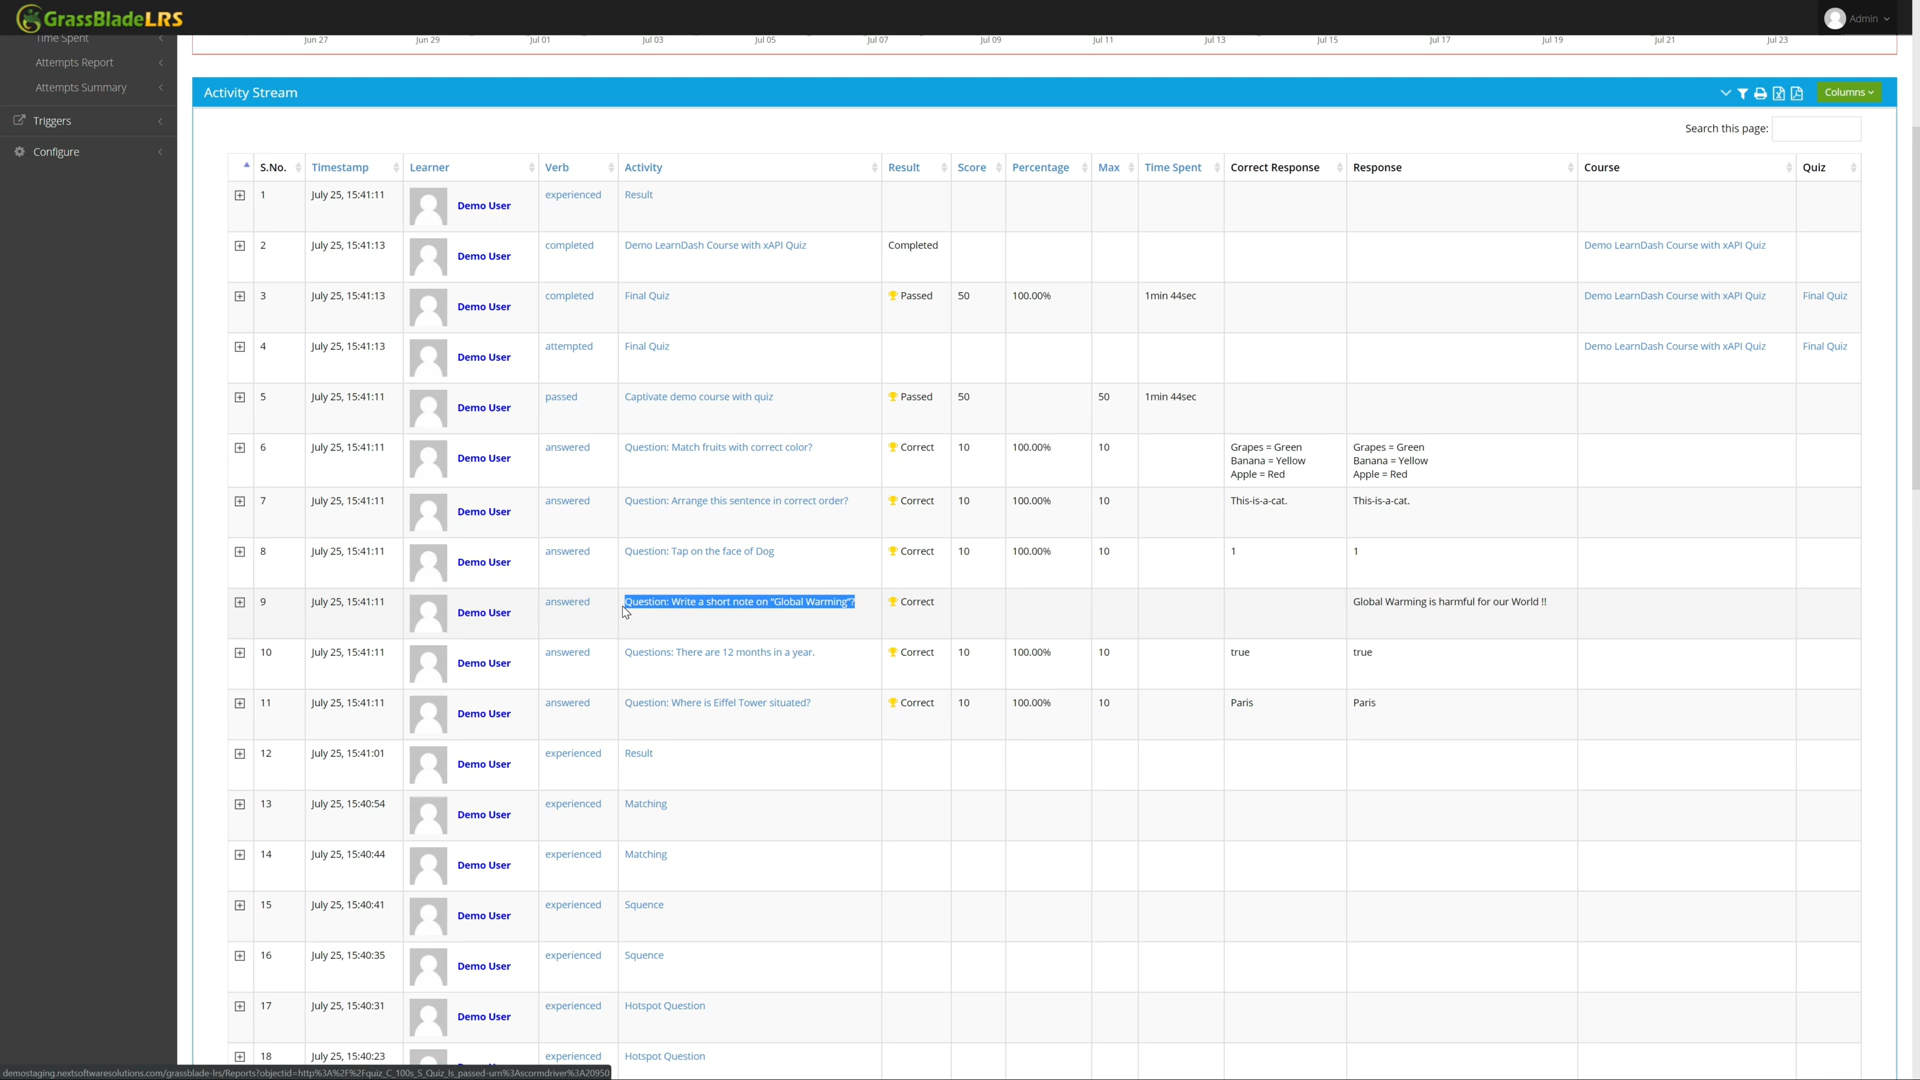 GrassBladeLRS
Admin
Time Spent
Attempts Report
Attempts Summary
Triggers
Configure
Jun 27 Jun 29 Jul 01 Jul 03 Jul 05 Jul 07 Jul 09 Jul 11 Jul 13 Jul 15 Jul 17 Jul 19 Jul 21 Jul 23
Activity Stream
Columns
Search this page:
S.No. Timestamp Learner Verb Activity Result Score Percentage Max Time Spent Correct Response Response Course Quiz
1 July 25, 15:41:11 Demo User experienced Result
2 July 25, 15:41:13 Demo User completed Demo LearnDash Course with xAPI Quiz Completed Demo LearnDash Course with xAPI Quiz
3 July 25, 15:41:13 Demo User completed Final Quiz Passed 50 100.00% 1min 44sec Demo LearnDash Course with xAPI Quiz Final Quiz
4 July 25, 15:41:13 Demo User attempted Final Quiz Demo LearnDash Course with xAPI Quiz Final Quiz
5 July 25, 15:41:11 Demo User passed Captivate demo course with quiz Passed 50 50 1min 44sec
6 July 25, 15:41:11 Demo User answered Question: Match fruits with correct color? Correct 10 100.00% 10 Grapes = Green Grapes = Green
Banana = Yellow Banana = Yellow
Apple = Red Apple = Red
7 July 25, 15:41:11 Demo User answered Question: Arrange this sentence in correct order? Correct 10 100.00% 10 This-is-a-cat. This-is-a-cat.
8 July 25, 15:41:11 Demo User answered Question: Tap on the face of Dog Correct 10 100.00% 10 1 1
9 July 25, 15:41:11 Demo User answered Question: Write a short note on "Global Warming"? Correct Global Warming is harmful for our World !!
10 July 25, 15:41:11 Demo User answered Questions: There are 12 months in a year. Correct 10 100.00% 10 true true
11 July 25, 15:41:11 Demo User answered Question: Where is Eiffel Tower situated? Correct 10 100.00% 10 Paris Paris
12 July 25, 15:41:01 Demo User experienced Result
13 July 25, 15:40:54 Demo User experienced Matching
14 July 25, 15:40:44 Demo User experienced Matching
15 July 25, 15:40:41 Demo User experienced Squence
16 July 25, 15:40:35 Demo User experienced Squence
17 July 25, 15:40:31 Demo User experienced Hotspot Question
18 July 25, 15:40:23 experienced Hotspot Question
demostaging.nextsoftwaresolutions.com/grassblade-lrs/Reports?objectid=http%3A%2F%2Fquiz_C_100s_S_Quiz_Is_passed-urn%3Ascormdriver%3A20950